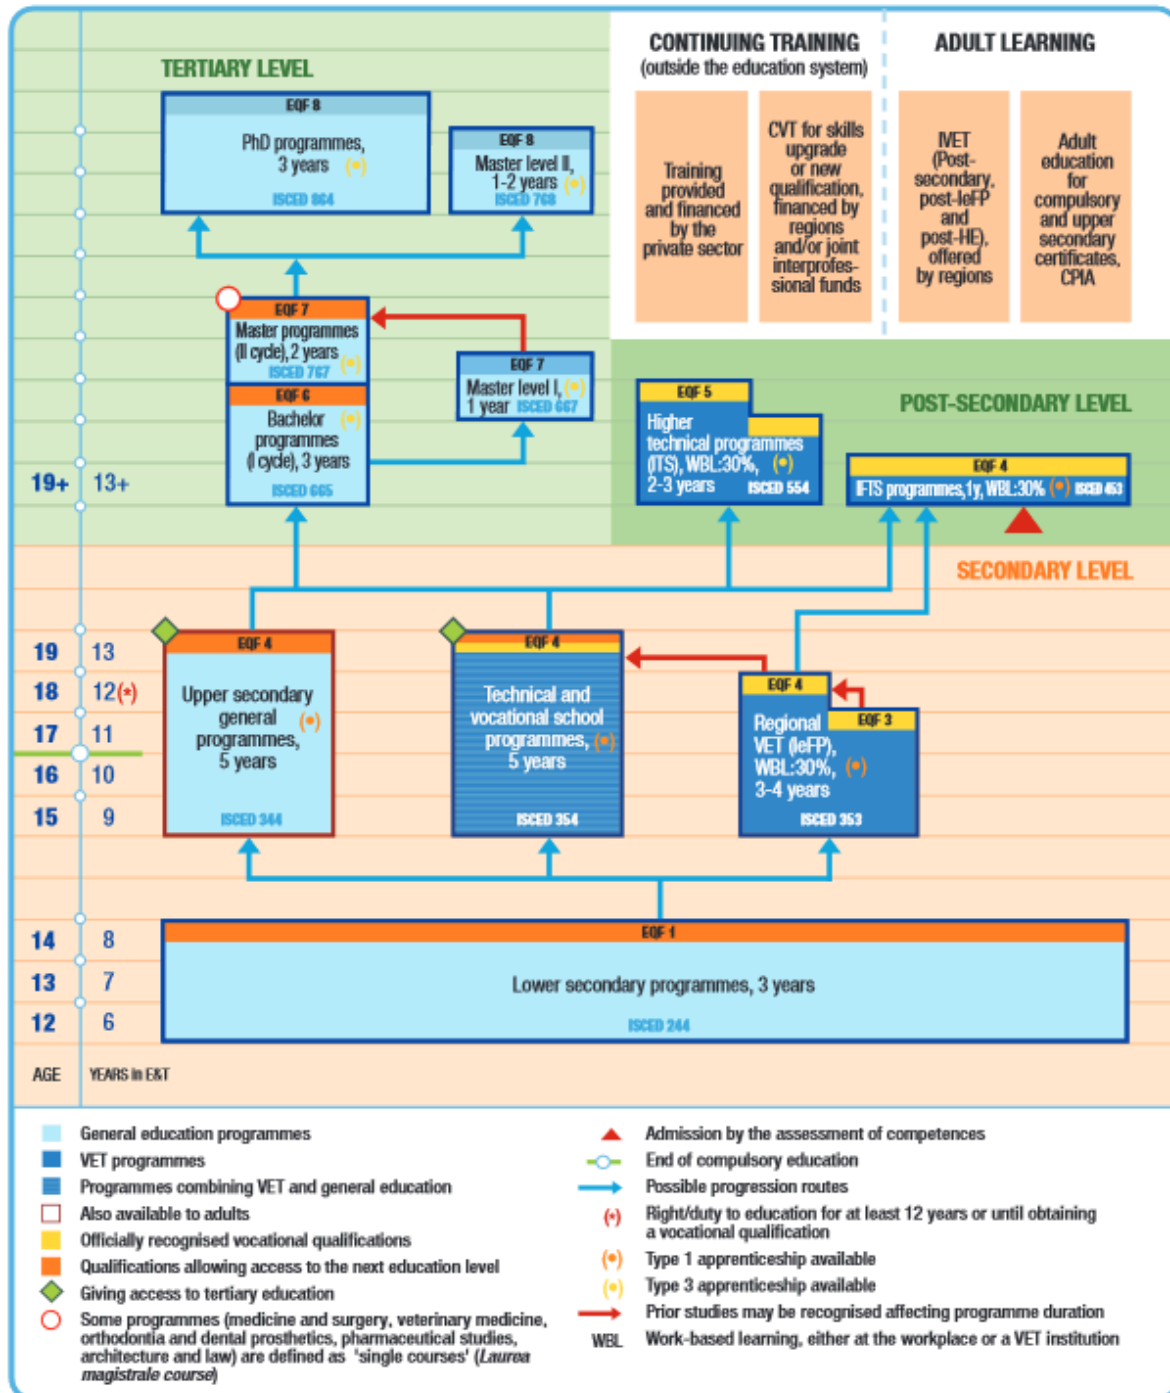 CONTINUING TRAINING
(outside the education system)
ADULT LEARNING
Training
provided
and financed
by the
private sector
CVT for skills
upgrade
or new
qualification,
financed by
regions
and/or joint
interprofes-
sional funds
IVET
(Post-
secondary,
post-IeFP
and
post-HE),
offered
by regions
Adult
education
for
compulsory
and upper
secondary
certificates,
CPIA
TERTIARY LEVEL
EQF 8
PhD programmes,
3 years
ISCED 864
EQF 8
Master level II,
1-2 years
ISCED 768
EQF 7
Master programmes
(II cycle), 2 years
ISCED 767
EQF 6
Bachelor
programmes
(I cycle), 3 years
ISCED 665
EQF 7
Master level I,
1 year ISCED 667
POST-SECONDARY LEVEL
EQF 5
Higher
technical programmes
(ITS), WBL:30%,
2-3 years
ISCED 554
EQF 4
IFTS programmes,1y, WBL:30% ISCED 453
19+ 13+
SECONDARY LEVEL
19 13
18 12(*)
17 11
16 10
15 9
EQF 4
Upper secondary
general
programmes,
5 years
ISCED 344
EQF 4
Technical and
vocational school
programmes,
5 years
ISCED 354
EQF 4
EQF 3
Regional
VET (IeFP),
WBL:30%,
3-4 years
ISCED 353
14 8
13 7
12 6
EQF 1
Lower secondary programmes, 3 years
ISCED 244
AGE YEARS in E&T
General education programmes
VET programmes
Programmes combining VET and general education
Also available to adults
Officially recognised vocational qualifications
Qualifications allowing access to the next education level
Giving access to tertiary education
Some programmes (medicine and surgery, veterinary medicine,
orthodontia and dental prosthetics, pharmaceutical studies,
architecture and law) are defined as 'single courses' (Laurea
magistrale course)
Admission by the assessment of competences
End of compulsory education
Possible progression routes
(*) Right/duty to education for at least 12 years or until obtaining
a vocational qualification
(•) Type 1 apprenticeship available
(•) Type 3 apprenticeship available
Prior studies may be recognised affecting programme duration
WBL Work-based learning, either at the workplace or a VET institution